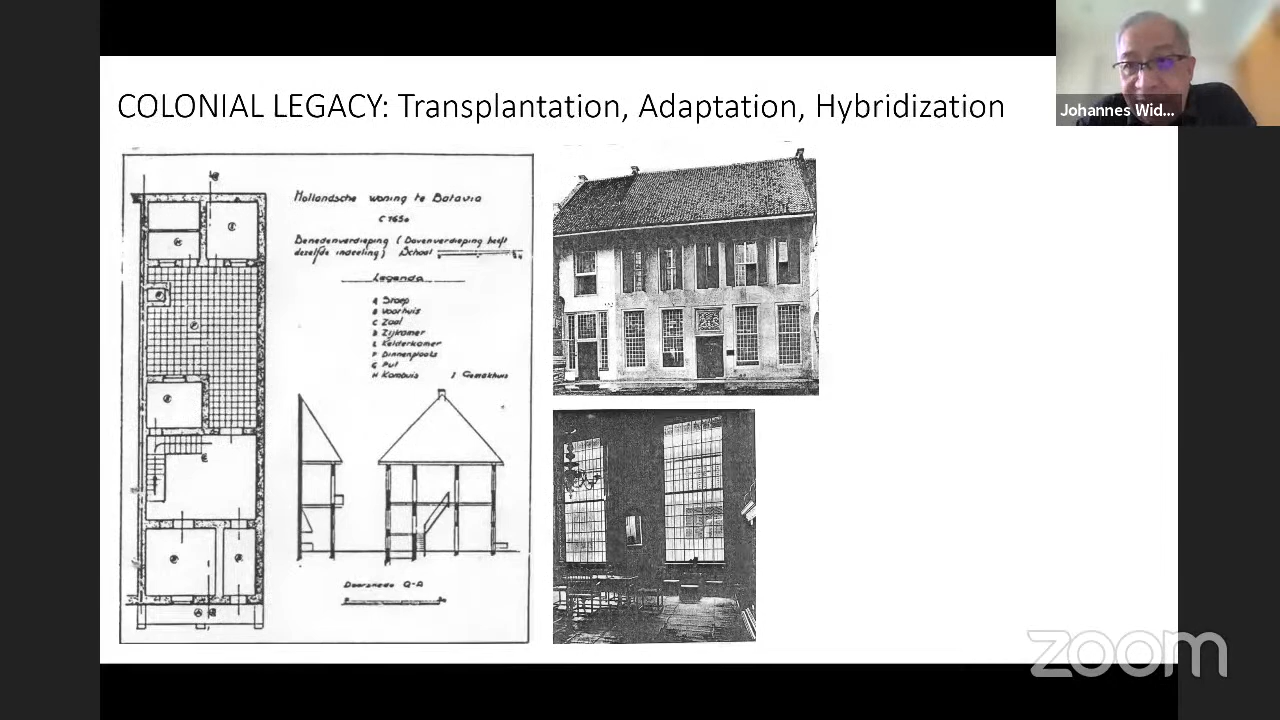 COLONIAL LEGACY: Transplantation, Adaptation, Hybridization
Johannes Wid...
Hollandsche woning te Batavia
C 1650
Benedenverdieping ( Bovenverdieping heeft
dezelfde indeeling ) School
Legenda
A Stoep
B Voorhuis
C Zaal
D Zijkamer
E Kelderkamer
F Binnenplaats
G Put
H Kombuis I Gemakhuis
Doorsnede
zoom